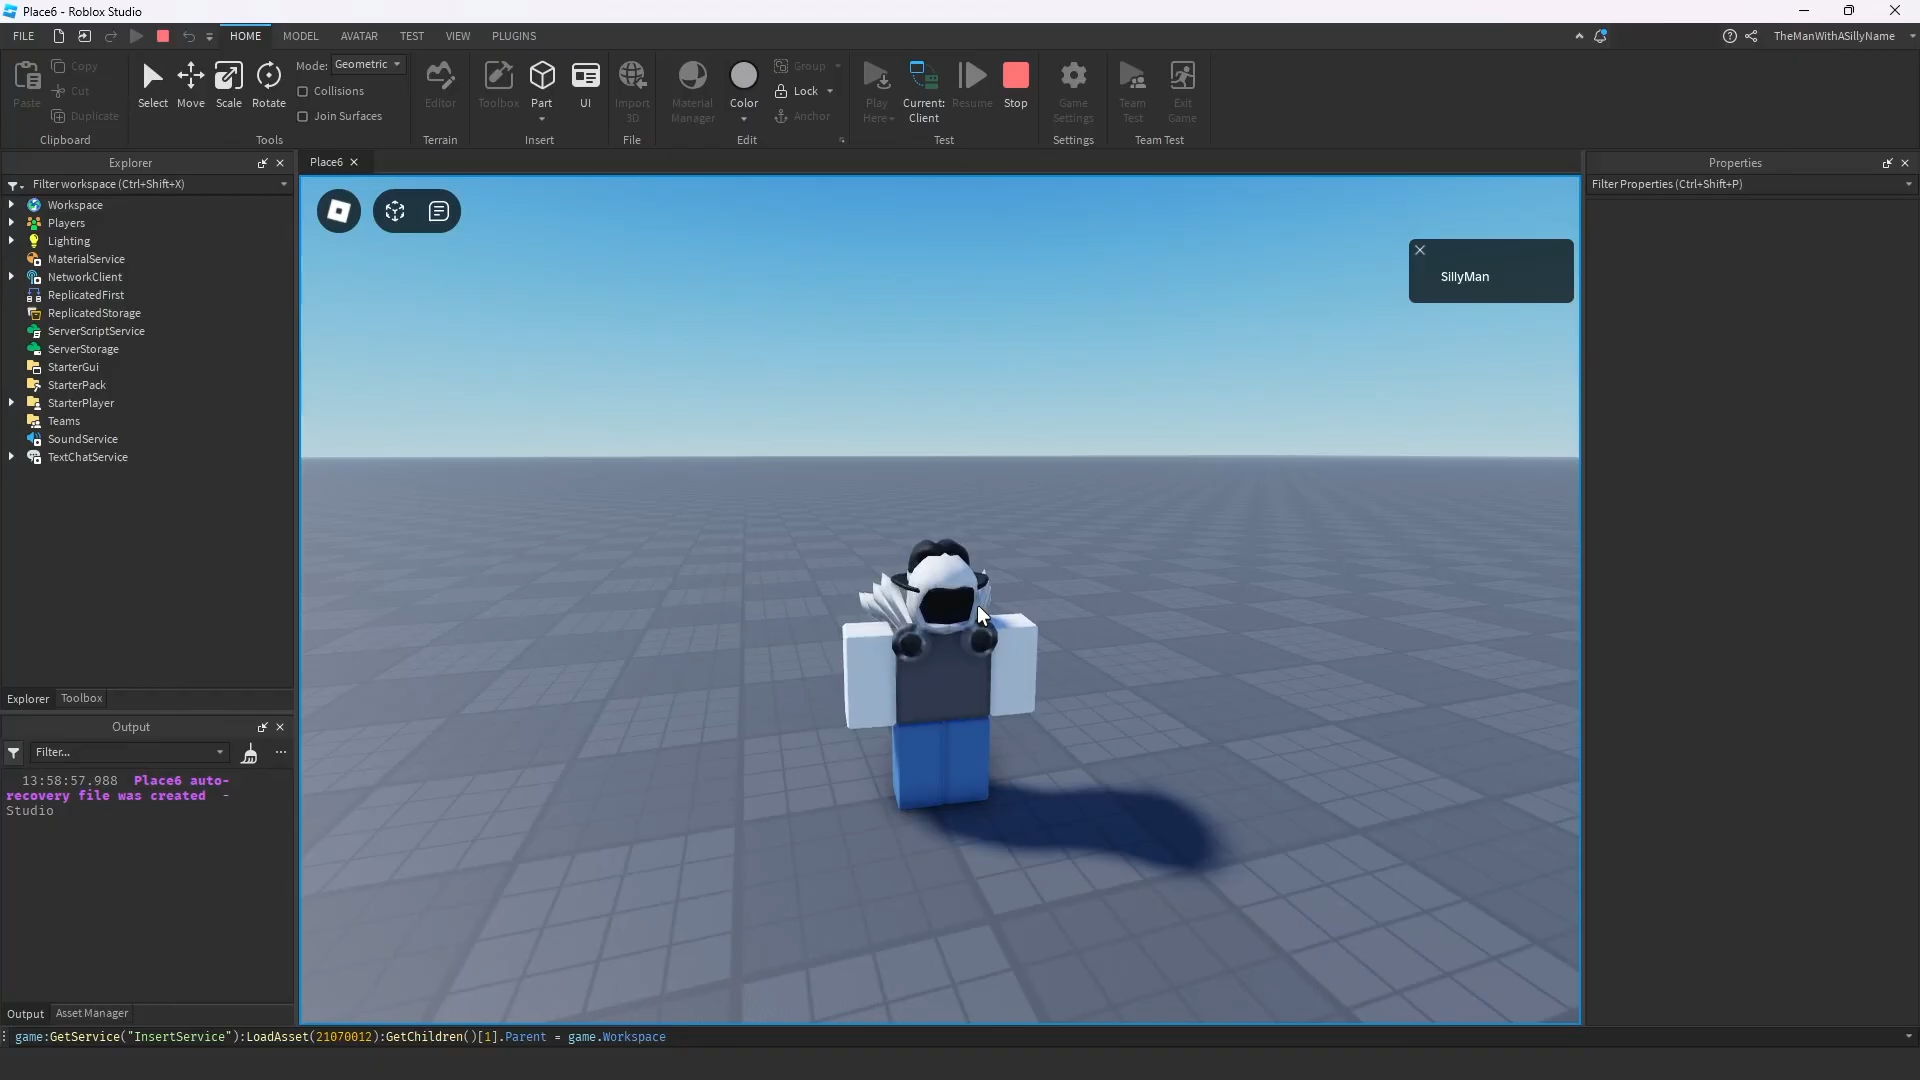 Place6 - Roblox Studio
FILE
HOME
MODEL
AVATAR
TEST
VIEW
PLUGINS
TheManWithASillyName
Paste
Copy
Cut
Duplicate
Clipboard
Select
Move
Scale
Rotate
Mode: Geometric
Collisions
Join Surfaces
Tools
Editor
Terrain
Toolbox
Part
UI
Insert
Import
3D
File
Material
Manager
Color
Group
Lock
Anchor
Edit
Play
Here
Current:
Client
Resume
Stop
Test
Game
Settings
Settings
Team
Test
Exit
Game
Team Test
Explorer
Filter workspace (Ctrl+Shift+X)
Workspace
Players
Lighting
MaterialService
NetworkClient
ReplicatedFirst
ReplicatedStorage
ServerScriptService
ServerStorage
StarterGui
StarterPack
StarterPlayer
Teams
SoundService
TextChatService
Explorer
Toolbox
Place6
SillyMan
Properties
Filter Properties (Ctrl+Shift+P)
Output
Filter...
13:58:57.988 Place6 auto-
recovery file was created -
Studio
Output
Asset Manager
game:GetService("InsertService"):LoadAsset(21070012):GetChildren()[1].Parent = game.Workspace